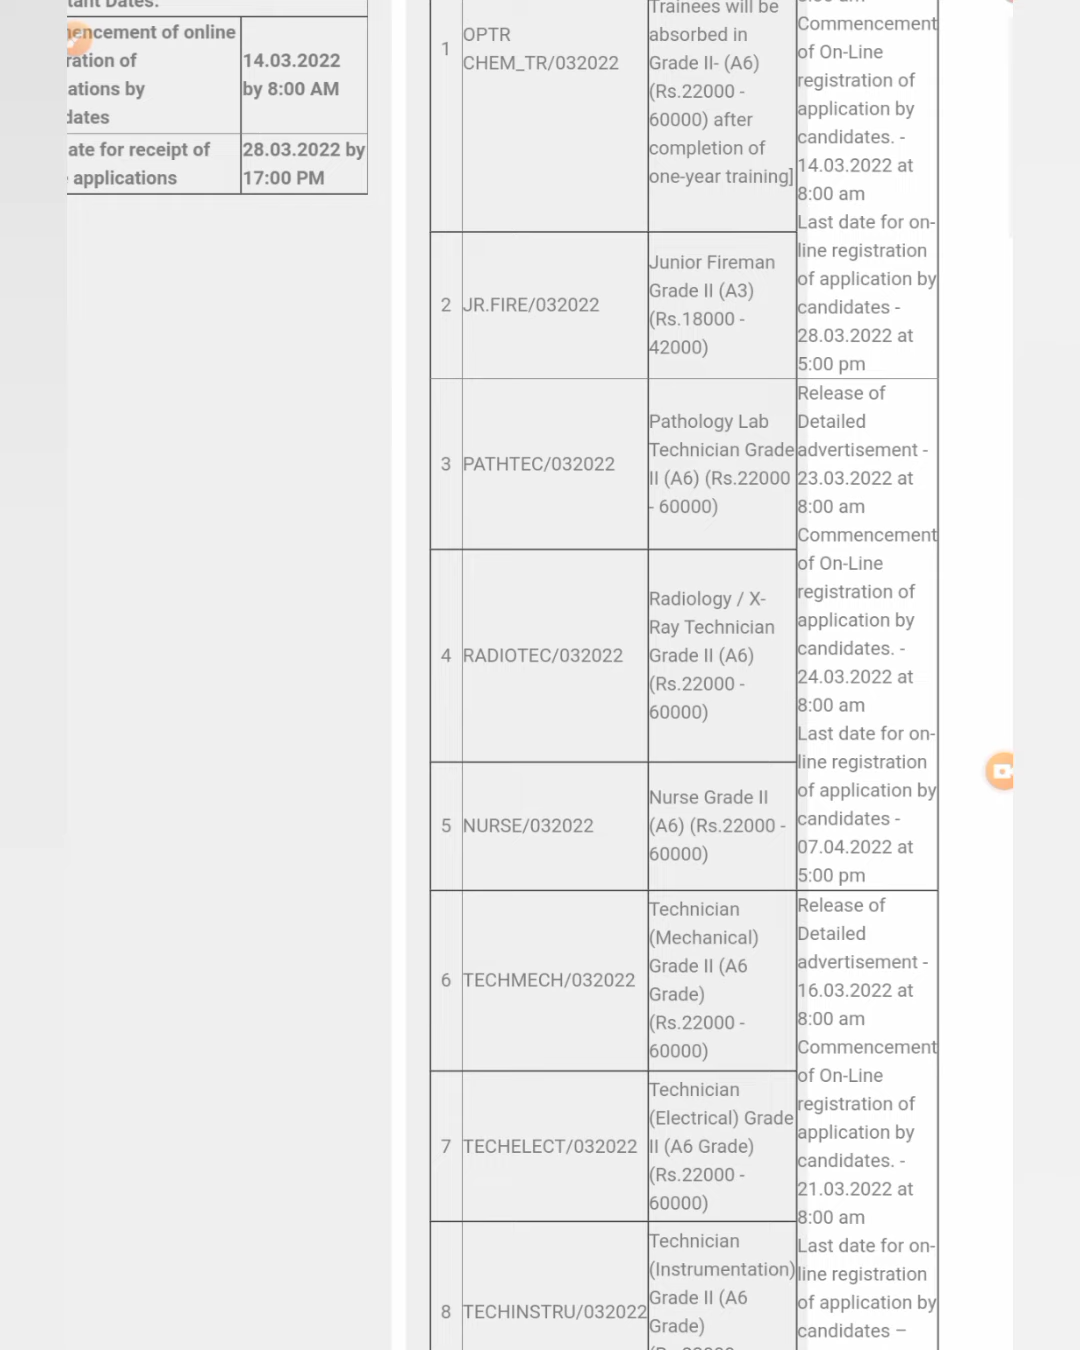 tant Dates:
mencement of online
ration of
ations by
dates
14.03.2022
by 8:00 AM
ate for receipt of
applications
28.03.2022 by
17:00 PM
1
OPTR
CHEM_TR/032022
Trainees will be
absorbed in
Grade II- (A6)
(Rs.22000 -
60000) after
completion of
one-year training]
Commencement
of On-Line
registration of
application by
candidates. -
14.03.2022 at
8:00 am
Last date for on-
line registration
of application by
candidates -
28.03.2022 at
5:00 pm
2
JR.FIRE/032022
Junior Fireman
Grade II (A3)
(Rs.18000 -
42000)
3
PATHTEC/032022
Pathology Lab
Technician Grade
II (A6) (Rs.22000
- 60000)
Release of
Detailed
advertisement -
23.03.2022 at
8:00 am
Commencement
of On-Line
registration of
application by
candidates. -
24.03.2022 at
8:00 am
Last date for on-
line registration
of application by
candidates -
07.04.2022 at
5:00 pm
4
RADIOTEC/032022
Radiology / X-
Ray Technician
Grade II (A6)
(Rs.22000 -
60000)
5
NURSE/032022
Nurse Grade II
(A6) (Rs.22000 -
60000)
6
TECHMECH/032022
Technician
(Mechanical)
Grade II (A6
Grade)
(Rs.22000 -
60000)
Release of
Detailed
advertisement -
16.03.2022 at
8:00 am
Commencement
of On-Line
registration of
application by
candidates. -
21.03.2022 at
8:00 am
Last date for on-
line registration
of application by
candidates –
7
TECHELECT/032022
Technician
(Electrical) Grade
II (A6 Grade)
(Rs.22000 -
60000)
8
TECHINSTRU/032022
Technician
(Instrumentation)
Grade II (A6
Grade)